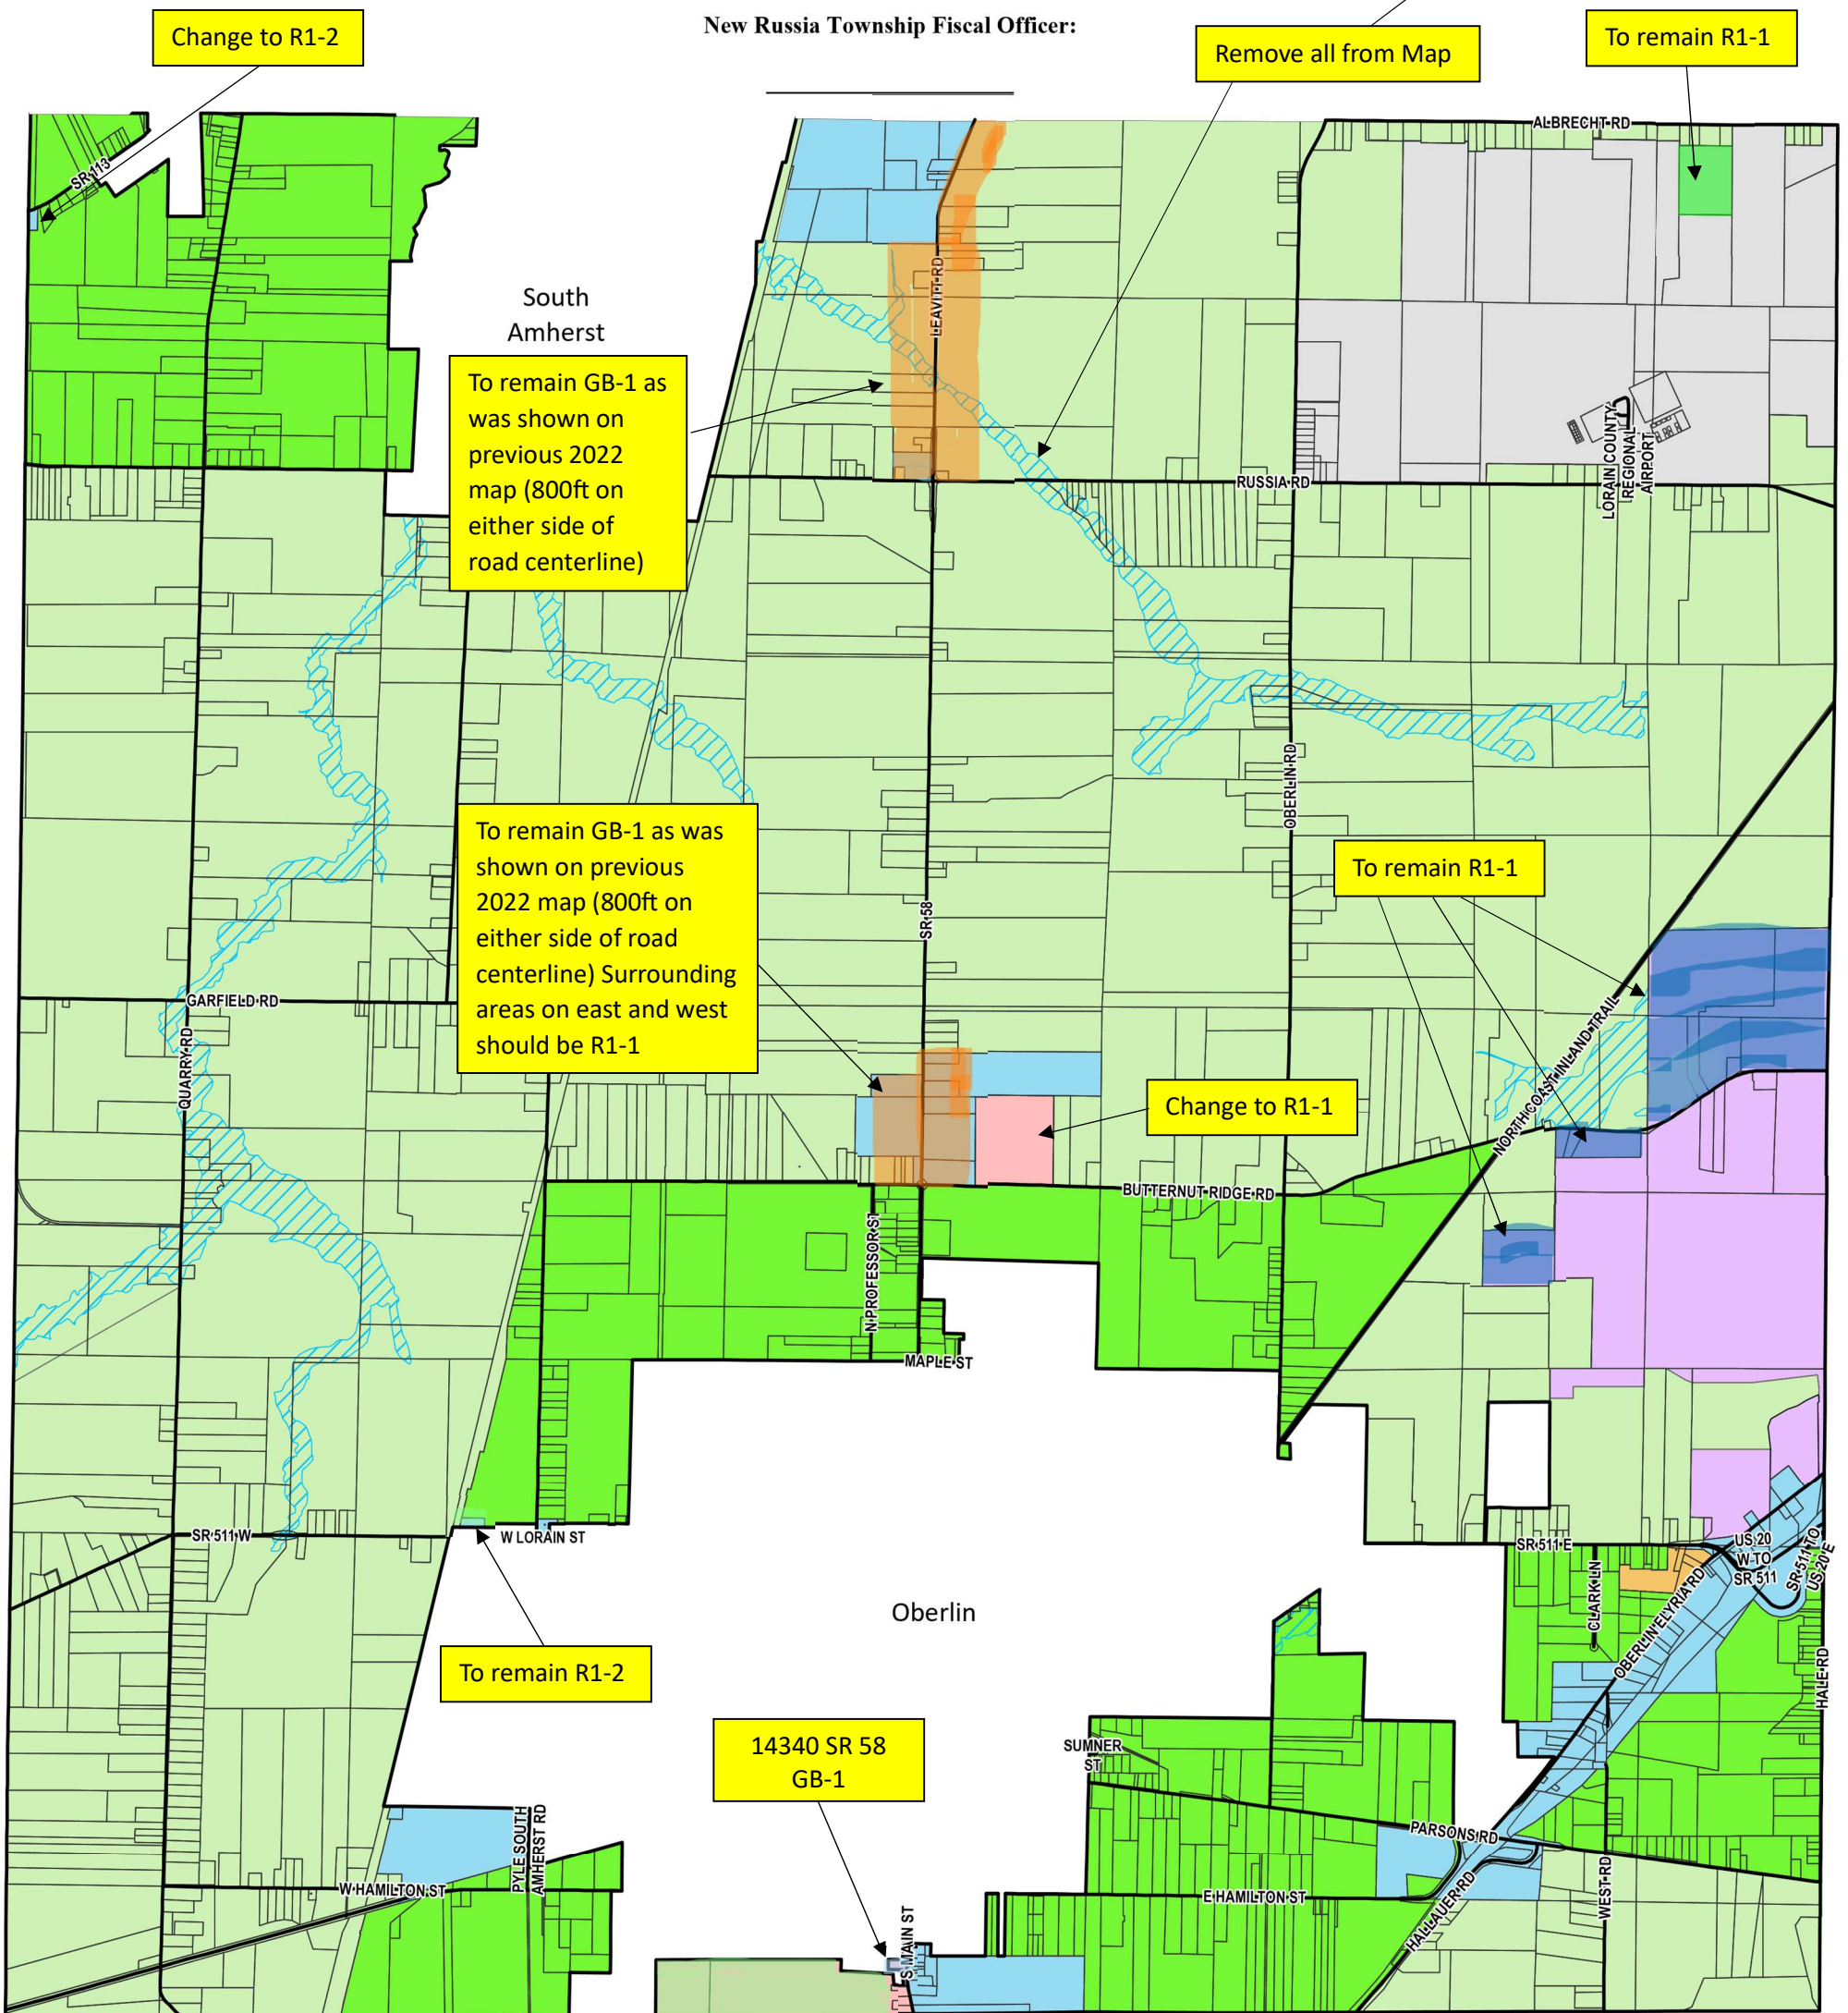 New Russia Township Fiscal Officer:
Change to R1-2
Remove all from Map
To remain R1-1
ALBRECHT RD
SR 113
South
Amherst
LEAVITT RD
To remain GB-1 as
was shown on
previous 2022
map (800ft on
either side of
road centerline)
LORAIN COUNTY
REGIONAL
AIRPORT
RUSSIA RD
OBERLIN RD
To remain GB-1 as was
shown on previous
2022 map (800ft on
either side of road
centerline) Surrounding
areas on east and west
should be R1-1
To remain R1-1
SR 58
GARFIELD RD
QUARRY RD
NORTH COAST INLAND TRAIL
Change to R1-1
BUTTERNUT RIDGE RD
N PROFESSOR ST
MAPLE ST
SR 511 W
W LORAIN ST
SR 511 E
US 20
W TO
SR 511
SR 511 TO
US 20 E
CLARK LN
OBERLIN ELYRIA RD
HALE RD
Oberlin
To remain R1-2
14340 SR 58
GB-1
SUMNER
ST
PARSONS RD
PYLE SOUTH
AMHERST RD
W HAMILTON ST
E HAMILTON ST
HALLAUER RD
WEST RD
S MAIN ST